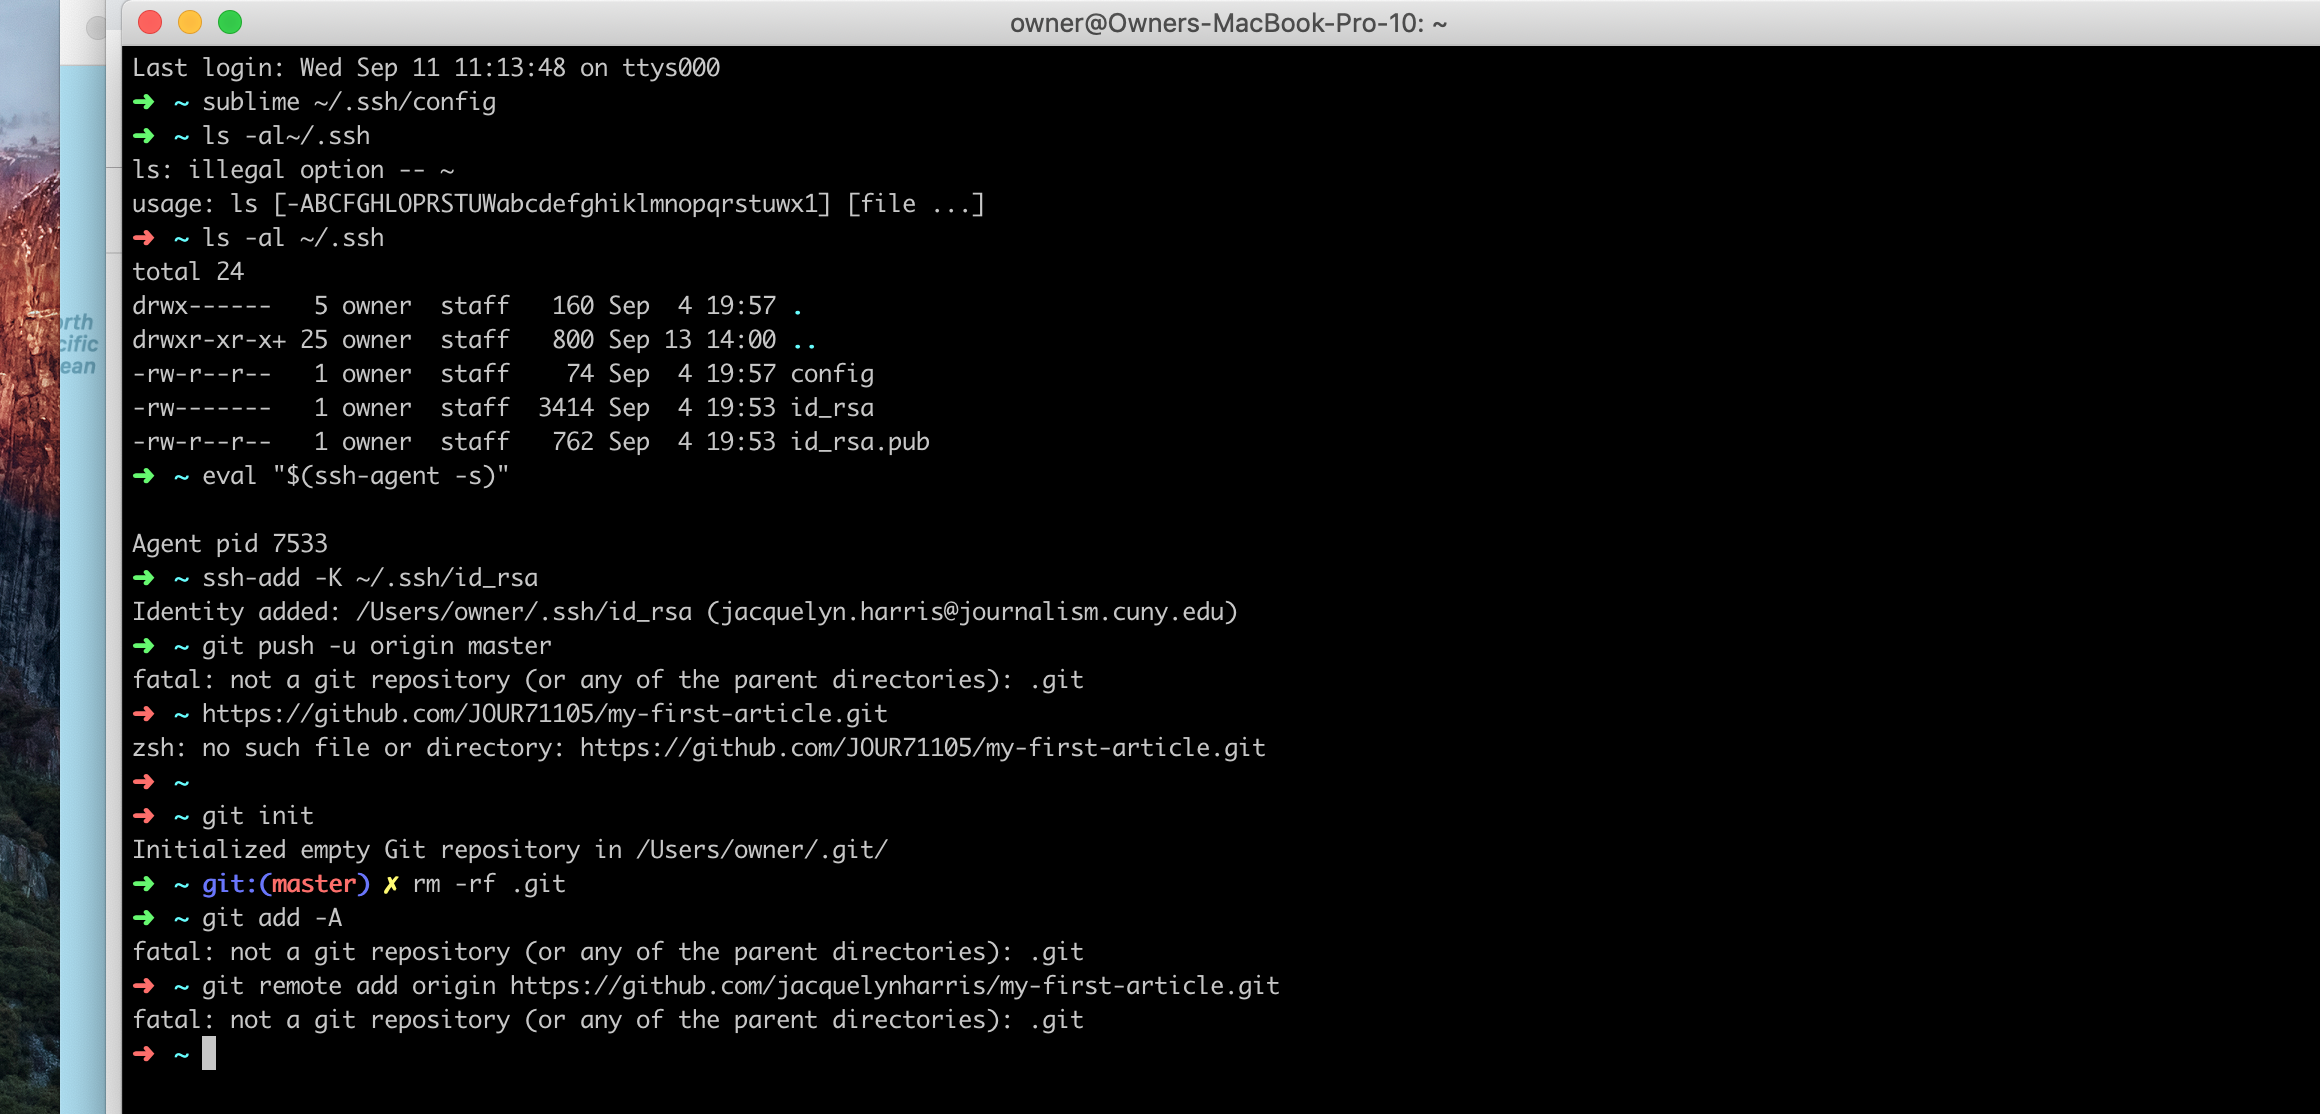 owner@Owners-MacBook-Pro-10: ~
Last login: Wed Sep 11 11:13:48 on ttys000
➜ ~ sublime ~/.ssh/config
➜ ~ ls -al~/.ssh
ls: illegal option -- ~
usage: ls [-ABCFGHLOPRSTUWabcdefghiklmnopqrstuwx1] [file ...]
➜ ~ ls -al ~/.ssh
total 24
drwx------   5 owner  staff   160 Sep  4 19:57 .
drwxr-xr-x+ 25 owner  staff   800 Sep 13 14:00 ..
-rw-r--r--   1 owner  staff    74 Sep  4 19:57 config
-rw-------   1 owner  staff  3414 Sep  4 19:53 id_rsa
-rw-r--r--   1 owner  staff   762 Sep  4 19:53 id_rsa.pub
➜ ~ eval "$(ssh-agent -s)"
Agent pid 7533
➜ ~ ssh-add -K ~/.ssh/id_rsa
Identity added: /Users/owner/.ssh/id_rsa (jacquelyn.harris@journalism.cuny.edu)
➜ ~ git push -u origin master
fatal: not a git repository (or any of the parent directories): .git
➜ ~ https://github.com/JOUR71105/my-first-article.git
zsh: no such file or directory: https://github.com/JOUR71105/my-first-article.git
➜ ~
➜ ~ git init
Initialized empty Git repository in /Users/owner/.git/
➜ ~ git:(master) ✗ rm -rf .git
➜ ~ git add -A
fatal: not a git repository (or any of the parent directories): .git
➜ ~ git remote add origin https://github.com/jacquelynharris/my-first-article.git
fatal: not a git repository (or any of the parent directories): .git
➜ ~